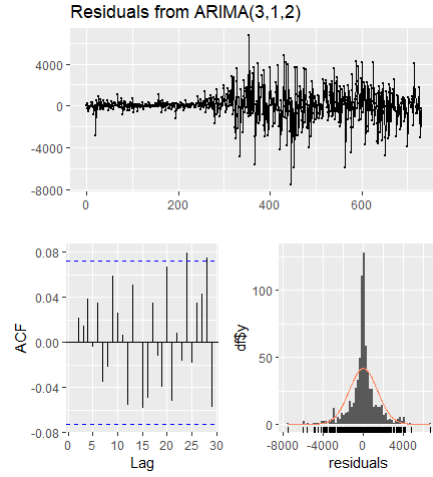 Residuals from ARIMA(3,1,2)
4000
0
-4000
-8000
0 200 400 600
0.08
0.04
0.00
-0.04
-0.08
ACF
0 5 10 15 20 25 30
Lag
100
50
0
df$y
-8000 -4000 0 4000
residuals